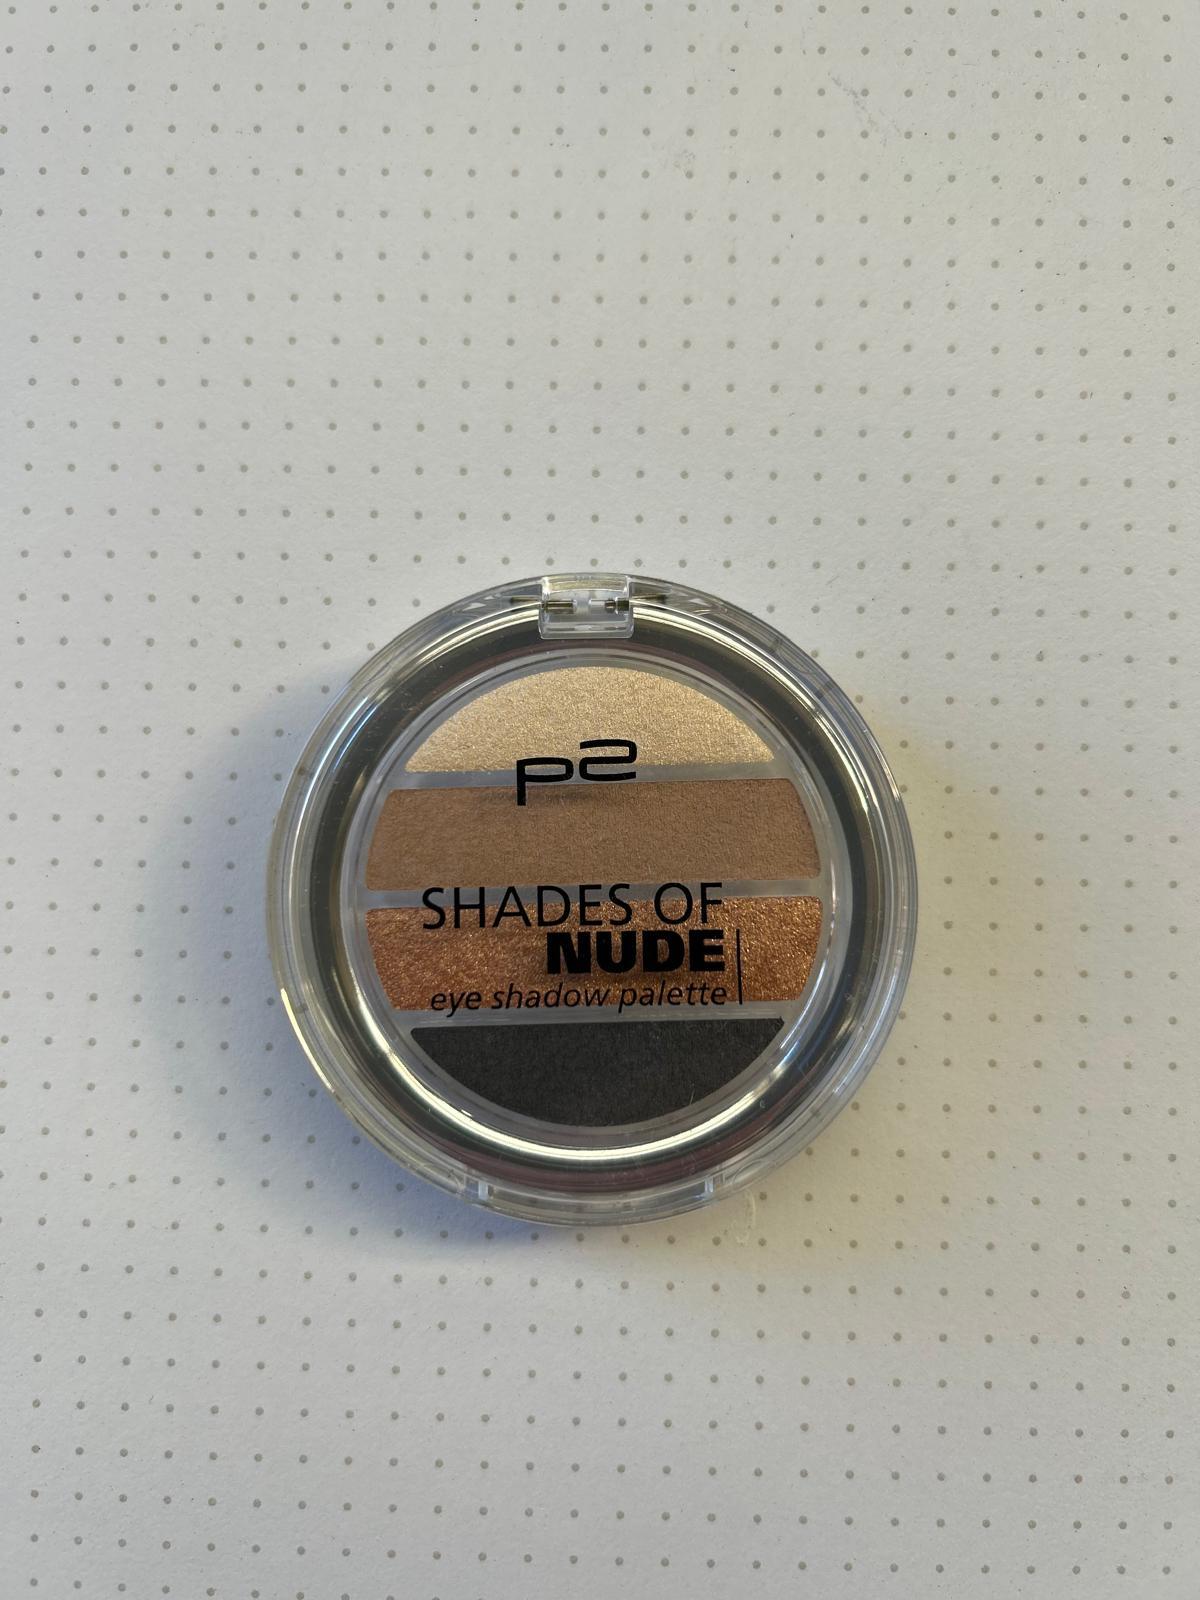 p2
SHADES OF
NUDE
eye shadow palette